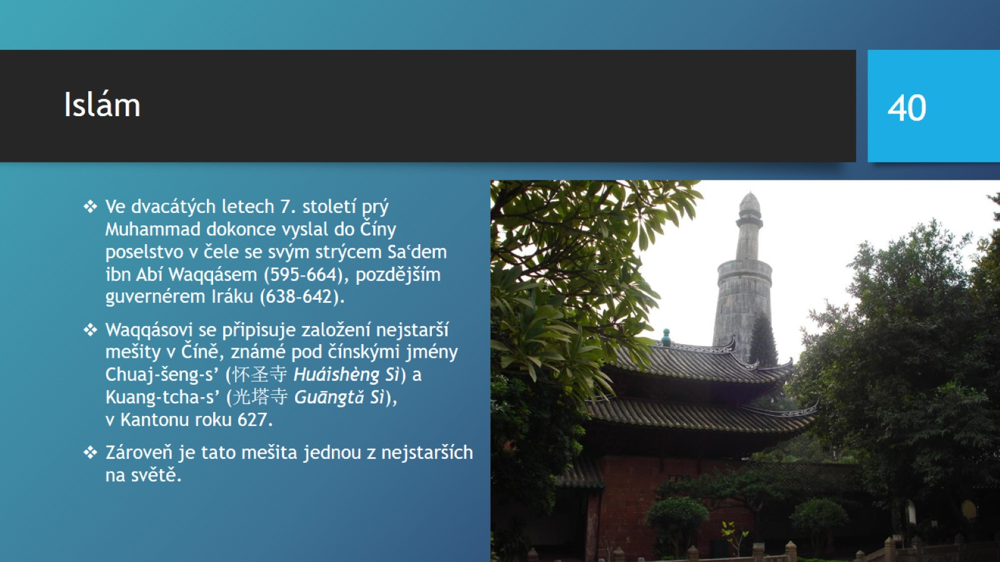 Islám
40
❖ Ve dvacátých letech 7. století prý
Muhammad dokonce vyslal do Číny
poselstvo v čele se svým strýcem Saʿdem
ibn Abí Waqqásem (595-664), pozdějším
guvernérem Iráku (638-642).
❖ Waqqásovi se připisuje založení nejstarší
mešity v Číně, známé pod čínskými jmény
Chuaj-šeng-s’ (怀圣寺 Huáishèng Sì) a
Kuang-tcha-s’ (光塔寺 Guāngtǎ Sì),
v Kantonu roku 627.
❖ Zároveň je tato mešita jednou z nejstarších
na světě.